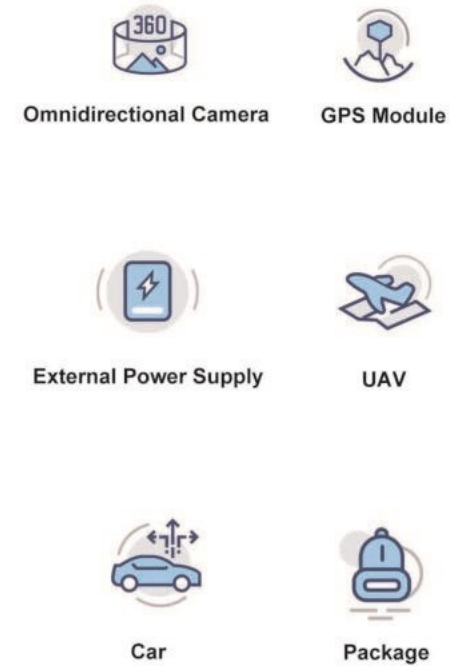 360
Omnidirectional Camera
GPS Module
External Power Supply
UAV
Car
Package